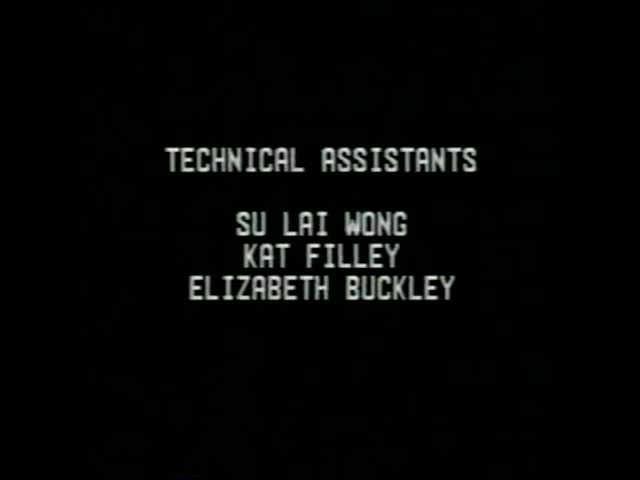 TECHNICAL ASSISTANTS
SU LAI WONG
KAT FILLEY
ELIZABETH BUCKLEY